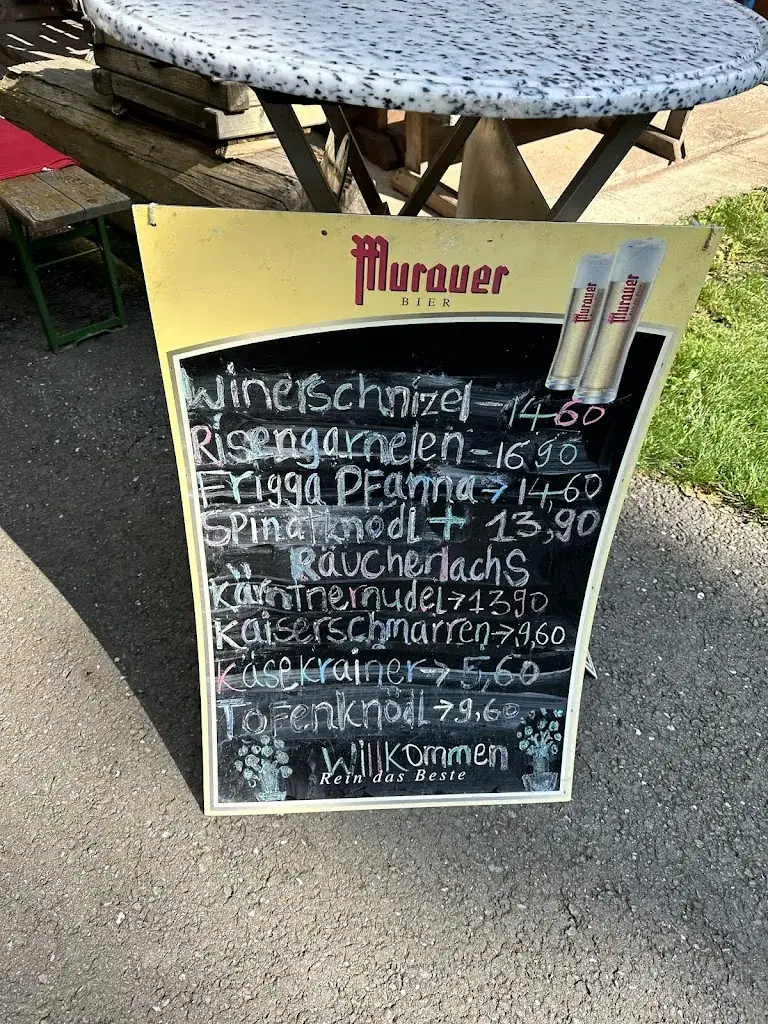 Murauer
BIER
Murauer
Murauer
Winerschnizel - 14-60
Risengarnelen - 16 90
Frigga Pfanna → 14,60
Spinatknödl + 13,90
Räucherlachs
Kärntnernudel → 13 90
Kaiserschmarren → 9,60
Käsekrainer → 5,60
Tofenknödl → 9,60
Willkommen
Rein das Beste